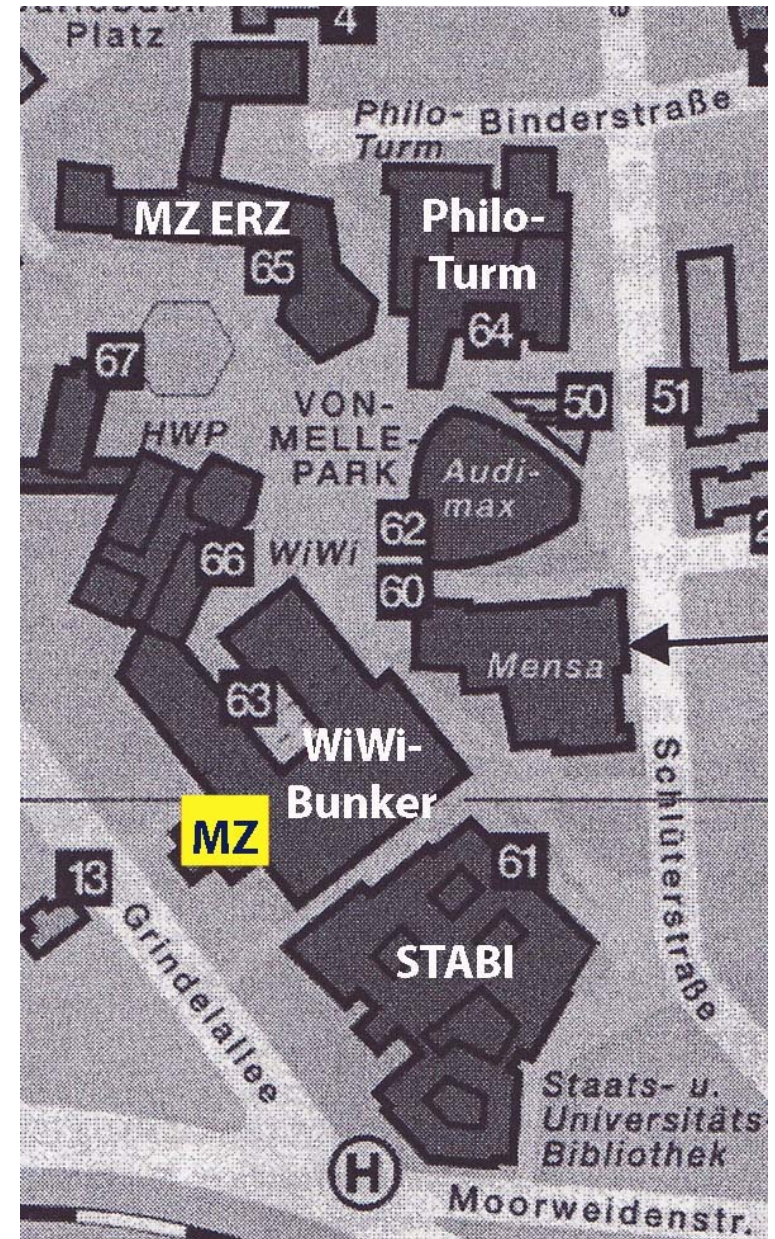 Platz
4
Philo-
Turm
Binderstraße
MZ ERZ
65
Philo-
Turm
64
67
50
51
HWP
VON-
MELLE-
PARK
Audi-
max
62
66
WiWi
60
Mensa
63
WiWi-
Bunker
MZ
Schlüterstraße
61
13
STABI
Grindelallee
Staats- u.
Universitäts-
Bibliothek
H
Moorweidenstr.